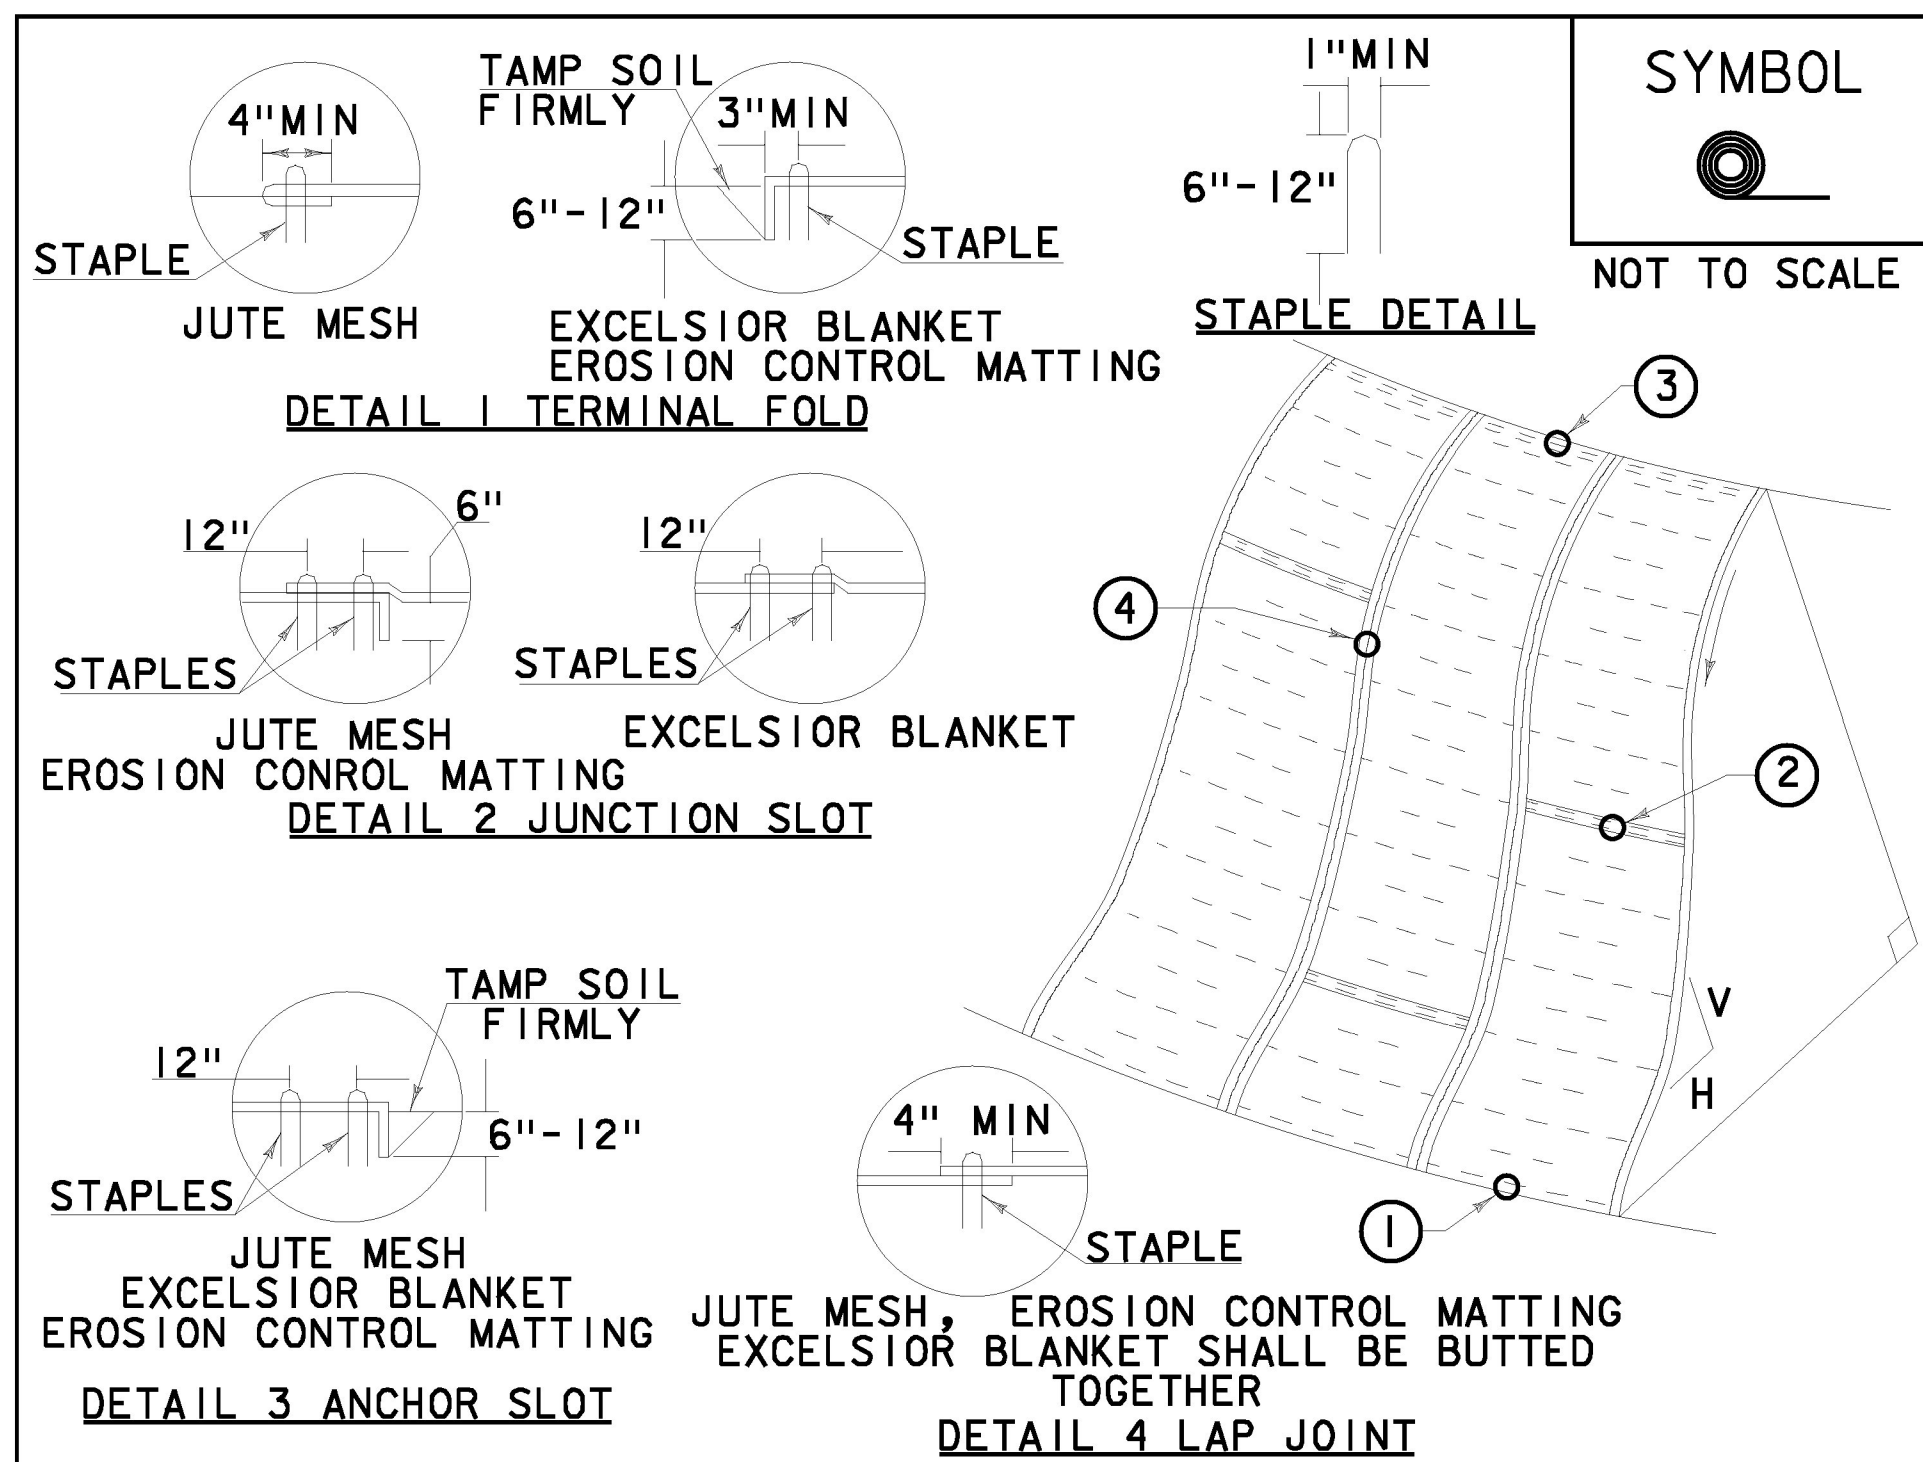 4"MIN
STAPLE
JUTE MESH
TAMP SOIL
FIRMLY
3"MIN
6"-12"
STAPLE
EXCELSIOR BLANKET
EROSION CONTROL MATTING
DETAIL 1 TERMINAL FOLD
1"MIN
6"-12"
STAPLE DETAIL
SYMBOL
NOT TO SCALE
12"
6"
STAPLES
JUTE MESH
EROSION CONROL MATTING
12"
STAPLES
EXCELSIOR BLANKET
DETAIL 2 JUNCTION SLOT
3
4
2
V
H
1
TAMP SOIL
FIRMLY
12"
6"-12"
STAPLES
JUTE MESH
EXCELSIOR BLANKET
EROSION CONTROL MATTING
DETAIL 3 ANCHOR SLOT
4" MIN
STAPLE
JUTE MESH, EROSION CONTROL MATTING
EXCELSIOR BLANKET SHALL BE BUTTED
TOGETHER
DETAIL 4 LAP JOINT